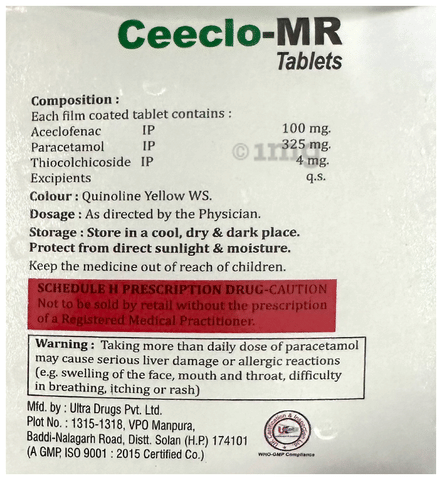 Ceeclo-MR
Tablets
Composition :
Each film coated tablet contains :
Aceclofenac IP 100 mg.
Paracetamol IP 325 mg.
Thiocolchicoside IP 4 mg.
Excipients q.s.
© 1mg
Colour : Quinoline Yellow WS.
Dosage : As directed by the Physician.
Storage : Store in a cool, dry & dark place.
Protect from direct sunlight & moisture.
Keep the medicine out of reach of children.
SCHEDULE H PRESCRIPTION DRUG-CAUTION
Not to be sold by retail without the prescription
of a Registered Medical Practitioner.
Warning : Taking more than daily dose of paracetamol
may cause serious liver damage or allergic reactions
(e.g. swelling of the face, mouth and throat, difficulty
in breathing, itching or rash)
Mfd. by : Ultra Drugs Pvt. Ltd.
Plot No. : 1315-1318, VPO Manpura,
Baddi-Nalagarh Road, Distt. Solan (H.P.) 174101
(A GMP, ISO 9001 : 2015 Certified Co.)
WHO-GMP Compliance